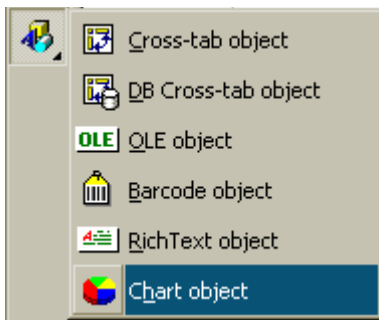 Cross-tab object
DB Cross-tab object
OLE OLE object
Barcode object
RichText object
Chart object